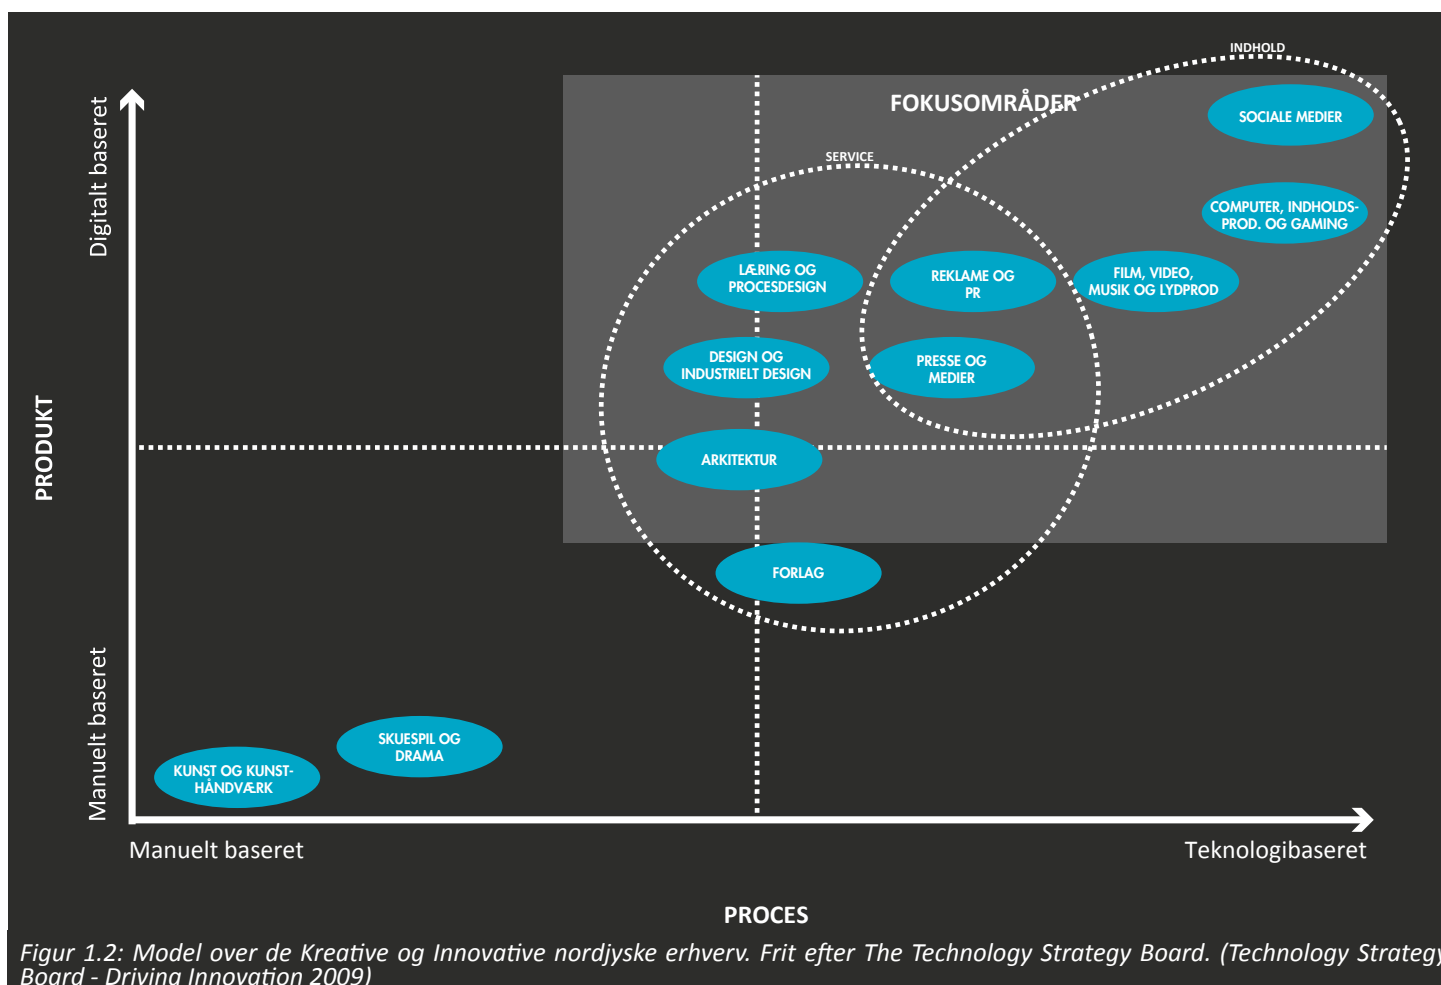 INDHOLD
FOKUSOMRÅDER
SOCIALE MEDIER
SERVICE
COMPUTER, INDHOLDS-
PROD. OG GAMING
LÆRING OG
PROCESDESIGN
REKLAME OG
PR
FILM, VIDEO,
MUSIK OG LYDPROD
DESIGN OG
INDUSTRIELT DESIGN
PRESSE OG
MEDIER
ARKITEKTUR
FORLAG
SKUESPIL OG
DRAMA
KUNST OG KUNST-
HÅNDVÆRK
Digitalt baseret
PRODUKT
Manuelt baseret
Manuelt baseret
Teknologibaseret
PROCES
Figur 1.2: Model over de Kreative og Innovative nordjyske erhverv. Frit efter The Technology Strategy Board. (Technology Strategy
Board - Driving Innovation 2009)